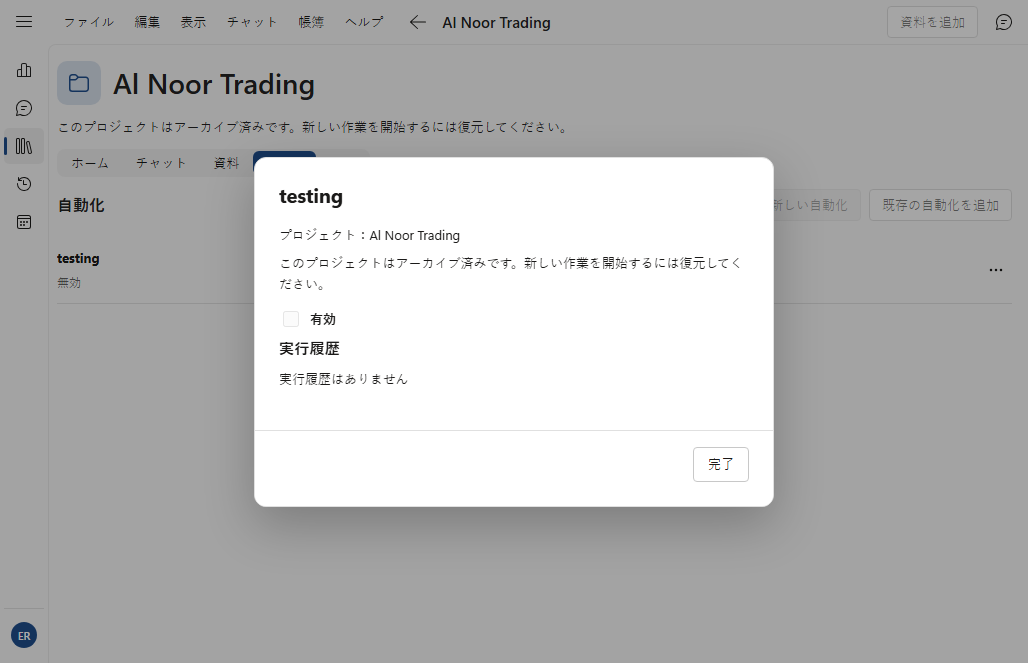 ファイル 編集 表示 チャット 帳簿 ヘルプ Al Noor Trading 資料を追加
Al Noor Trading
このプロジェクトはアーカイブ済みです。新しい作業を開始するには復元してください。
ホーム チャット 資料
自動化 新しい自動化 既存の自動化を追加
testing
無効
testing
プロジェクト：Al Noor Trading
このプロジェクトはアーカイブ済みです。新しい作業を開始するには復元してく
ださい。
有効
実行履歴
実行履歴はありません
完了
ER